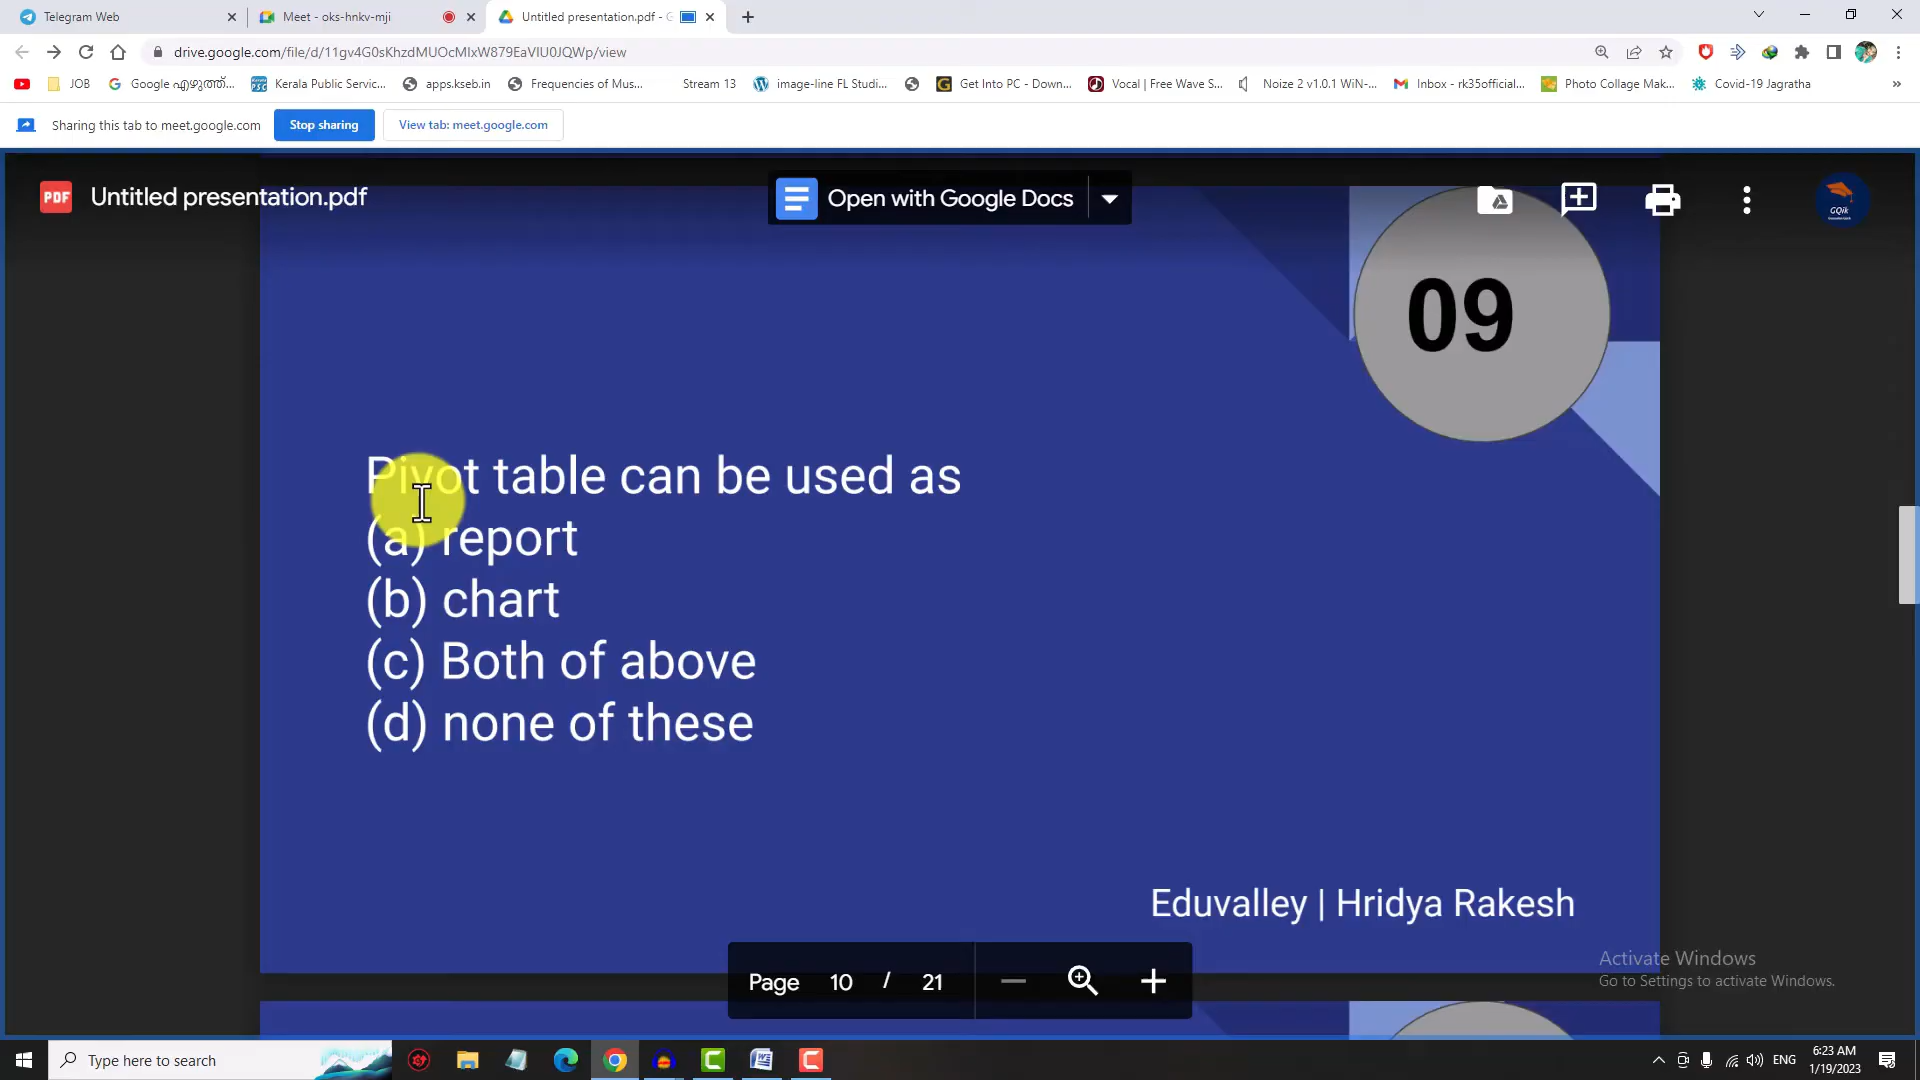 Telegram Web
Meet - oks-hnkv-mji
Untitled presentation.pdf - G
drive.google.com/file/d/11gv4G0sKhzdMUOcMIxW879EaVIU0JQWp/view
JOB
Google എഴുത്ത്...
Kerala Public Servic...
apps.kseb.in
Frequencies of Mus...
Stream 13
image-line FL Studi...
Get Into PC - Down...
Vocal | Free Wave S...
Noize 2 v1.0.1 WiN-...
Inbox - rk35official...
Photo Collage Mak...
Covid-19 Jagratha
»
Sharing this tab to meet.google.com
Stop sharing
View tab: meet.google.com
PDF
Untitled presentation.pdf
Open with Google Docs
GQik
09
Pivot table can be used as
(a) report
(b) chart
(c) Both of above
(d) none of these
Eduvalley | Hridya Rakesh
Activate Windows
Go to Settings to activate Windows.
Page 10 / 21
Type here to search
ENG
6:23 AM
1/19/2023